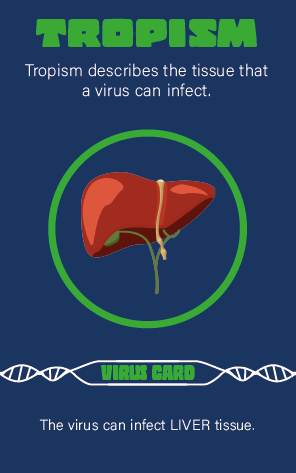 TROPISM
Tropism describes the tissue that
a virus can infect.
VIRUS CARD
The virus can infect LIVER tissue.